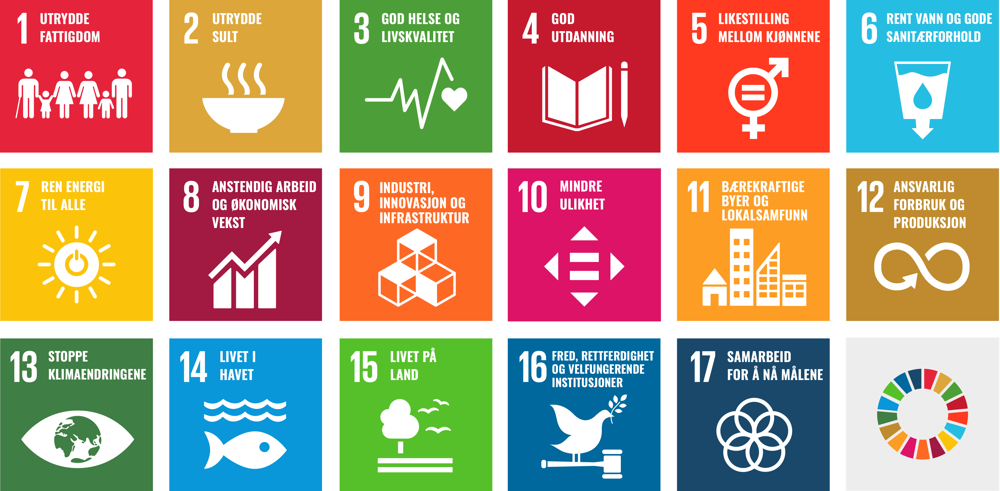 1 UTRYDDE
FATTIGDOM
2 UTRYDDE
SULT
3 GOD HELSE OG
LIVSKVALITET
4 GOD
UTDANNING
5 LIKESTILLING
MELLOM KJØNNENE
6 RENT VANN OG GODE
SANITÆRFORHOLD
7 REN ENERGI
TIL ALLE
8 ANSTENDIG ARBEID
OG ØKONOMISK
VEKST
9 INDUSTRI,
INNOVASJON OG
INFRASTRUKTUR
10 MINDRE
ULIKHET
11 BÆREKRAFTIGE
BYER OG
LOKALSAMFUNN
12 ANSVARLIG
FORBRUK OG
PRODUKSJON
13 STOPPE
KLIMAENDRINGENE
14 LIVET I
HAVET
15 LIVET PÅ
LAND
16 FRED, RETTFERDIGHET
OG VELFUNGERENDE
INSTITUSJONER
17 SAMARBEID
FOR Å NÅ MÅLENE